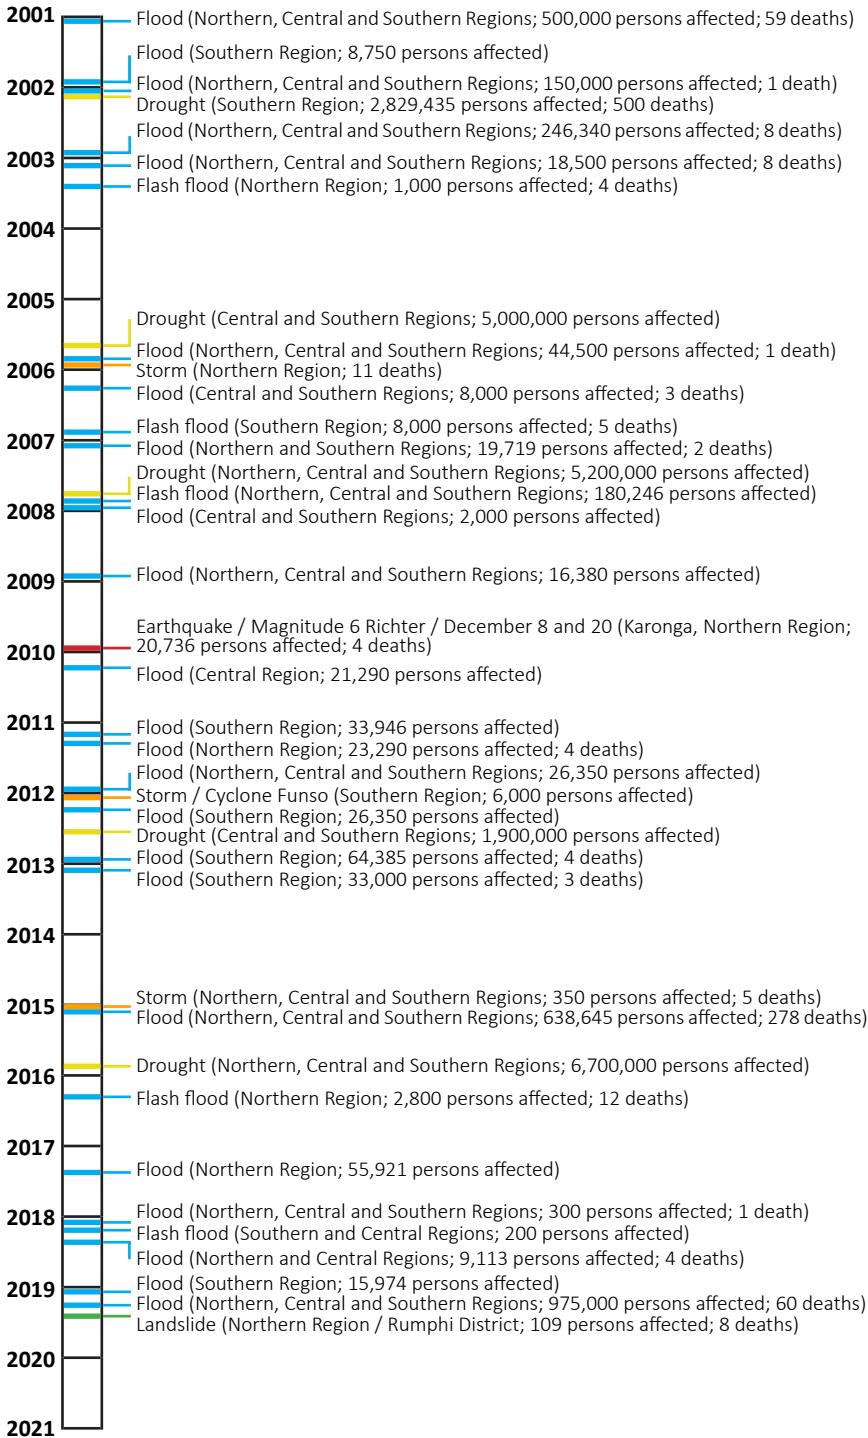 2001
Flood (Northern, Central and Southern Regions; 500,000 persons affected; 59 deaths)
Flood (Southern Region; 8,750 persons affected)
2002
Flood (Northern, Central and Southern Regions; 150,000 persons affected; 1 death)
Drought (Southern Region; 2,829,435 persons affected; 500 deaths)
Flood (Northern, Central and Southern Regions; 246,340 persons affected; 8 deaths)
2003
Flood (Northern, Central and Southern Regions; 18,500 persons affected; 8 deaths)
Flash flood (Northern Region; 1,000 persons affected; 4 deaths)
2004
2005
Drought (Central and Southern Regions; 5,000,000 persons affected)
Flood (Northern, Central and Southern Regions; 44,500 persons affected; 1 death)
2006
Storm (Northern Region; 11 deaths)
Flood (Central and Southern Regions; 8,000 persons affected; 3 deaths)
Flash flood (Southern Region; 8,000 persons affected; 5 deaths)
2007
Flood (Northern and Southern Regions; 19,719 persons affected; 2 deaths)
Drought (Northern, Central and Southern Regions; 5,200,000 persons affected)
Flash flood (Northern, Central and Southern Regions; 180,246 persons affected)
2008
Flood (Central and Southern Regions; 2,000 persons affected)
Flood (Northern, Central and Southern Regions; 16,380 persons affected)
2009
Earthquake / Magnitude 6 Richter / December 8 and 20 (Karonga, Northern Region;
20,736 persons affected; 4 deaths)
2010
Flood (Central Region; 21,290 persons affected)
2011
Flood (Southern Region; 33,946 persons affected)
Flood (Northern Region; 23,290 persons affected; 4 deaths)
Flood (Northern, Central and Southern Regions; 26,350 persons affected)
2012
Storm / Cyclone Funso (Southern Region; 6,000 persons affected)
Flood (Southern Region; 26,350 persons affected)
Drought (Central and Southern Regions; 1,900,000 persons affected)
Flood (Southern Region; 64,385 persons affected; 4 deaths)
2013
Flood (Southern Region; 33,000 persons affected; 3 deaths)
2014
Storm (Northern, Central and Southern Regions; 350 persons affected; 5 deaths)
2015
Flood (Northern, Central and Southern Regions; 638,645 persons affected; 278 deaths)
Drought (Northern, Central and Southern Regions; 6,700,000 persons affected)
2016
Flash flood (Northern Region; 2,800 persons affected; 12 deaths)
2017
Flood (Northern Region; 55,921 persons affected)
Flood (Northern, Central and Southern Regions; 300 persons affected; 1 death)
2018
Flash flood (Southern and Central Regions; 200 persons affected)
Flood (Northern and Central Regions; 9,113 persons affected; 4 deaths)
Flood (Southern Region; 15,974 persons affected)
2019
Flood (Northern, Central and Southern Regions; 975,000 persons affected; 60 deaths)
Landslide (Northern Region / Rumphi District; 109 persons affected; 8 deaths)
2020
2021